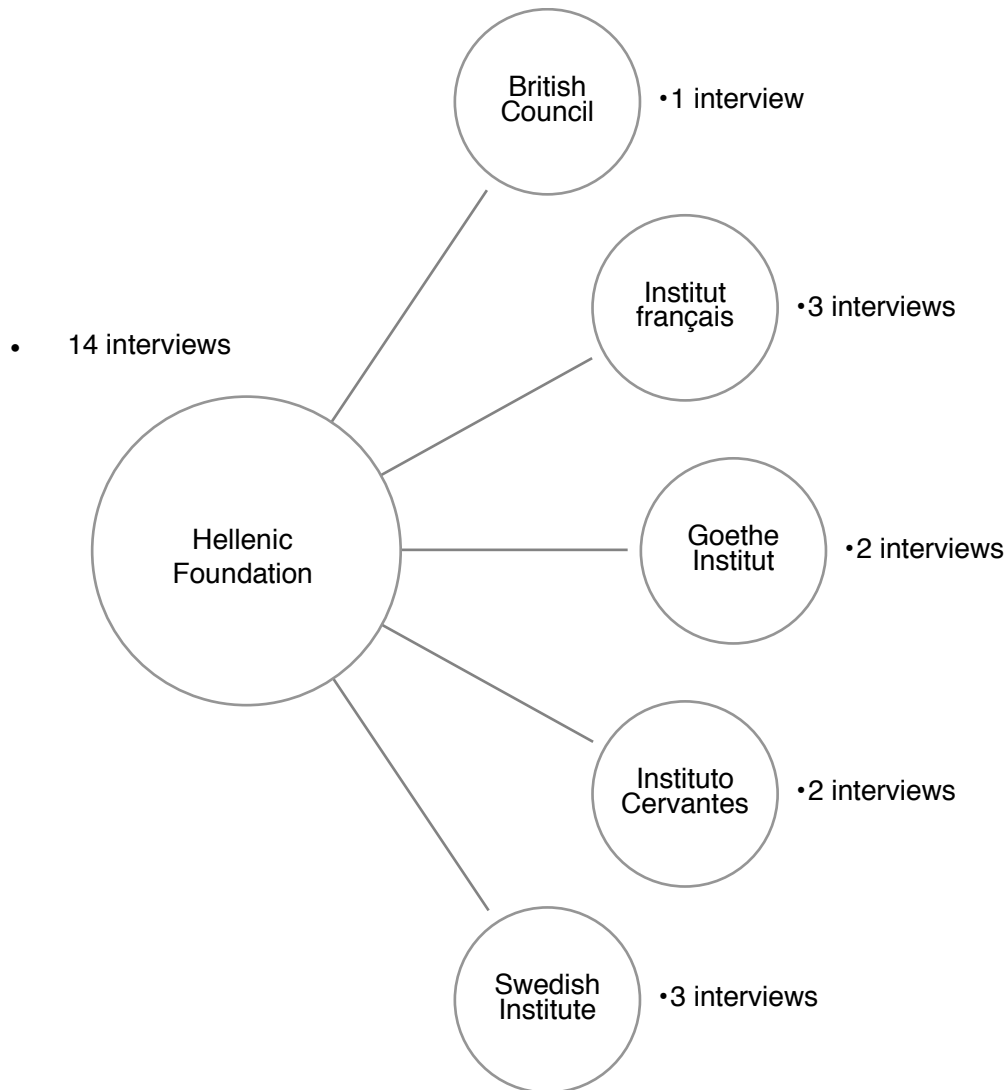 British
Council
•1 interview
Institut
français
•3 interviews
• 14 interviews
Hellenic
Foundation
Goethe
Institut
•2 interviews
Instituto
Cervantes
•2 interviews
Swedish
Institute
•3 interviews